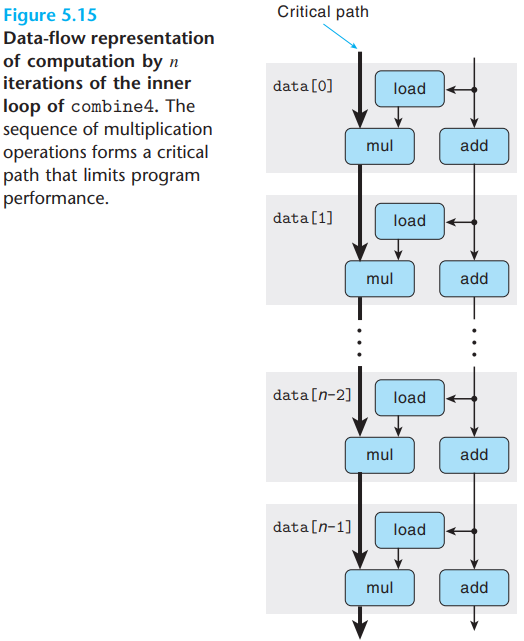 Figure 5.15
Data-flow representation
of computation by n
iterations of the inner
loop of combine4. The
sequence of multiplication
operations forms a critical
path that limits program
performance.
Critical path
data[0]
load
mul
add
data[1]
load
mul
add
data[n-2]
load
mul
add
data[n-1]
load
mul
add